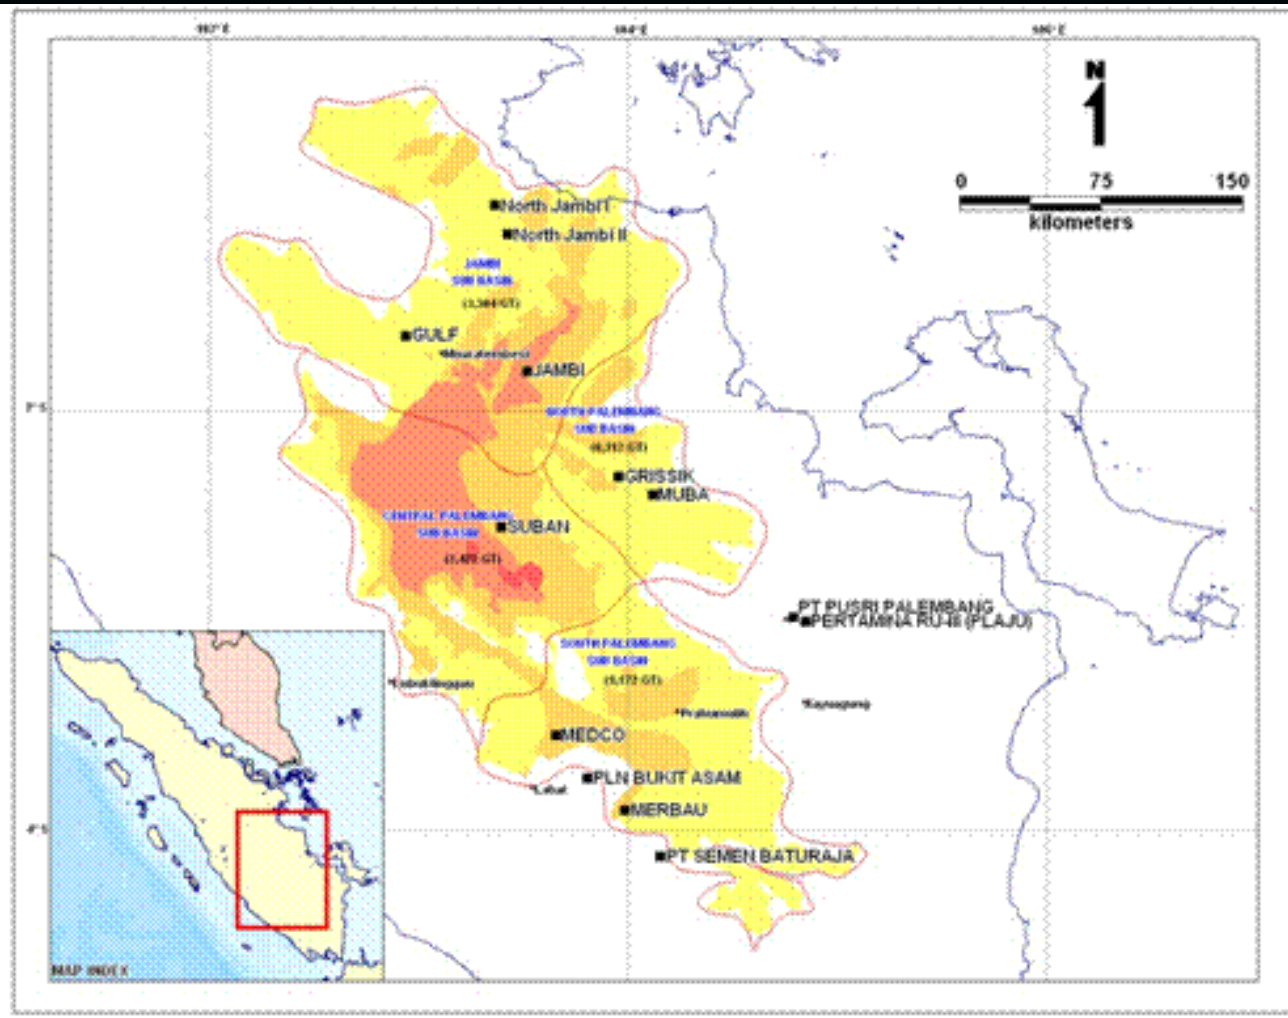 N
0 75 150
kilometers
North Jambi I
North Jambi II
JAMBI
SUB BASIN
GULF
JAMBI
NORTH PALEMBANG
SUB BASIN
GRISSIK
MUBA
CENTRAL PALEMBANG
SUB BASIN
SUBAN
PT PUSRI PALEMBANG
PERTAMINA RU-III (PLAJU)
SOUTH PALEMBANG
SUB BASIN
MEDCO
PLN BUKIT ASAM
Lahat
MERBAU
PT SEMEN BATURAJA
MAP INDEX